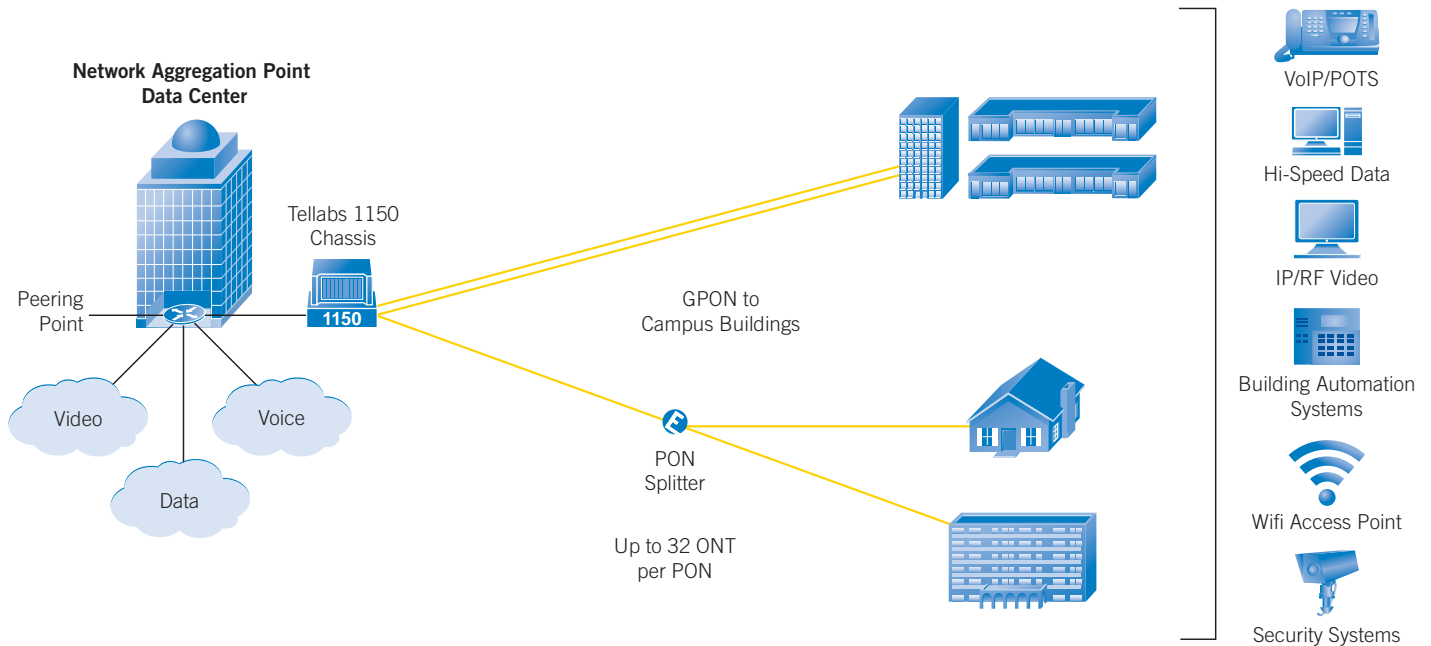 Network Aggregation Point
Data Center
Tellabs 1150
Chassis
1150
Peering
Point
Video
Voice
Data
GPON to
Campus Buildings
PON
Splitter
Up to 32 ONT
per PON
VoIP/POTS
Hi-Speed Data
IP/RF Video
Building Automation
Systems
Wifi Access Point
Security Systems